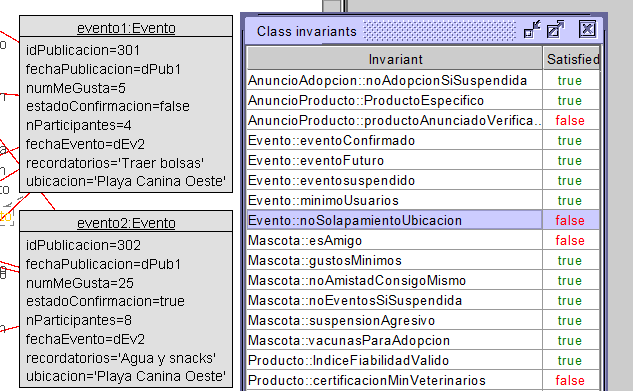 evento1:Evento
idPublicacion=301
fechaPublicacion=dPub1
numMeGusta=5
estadoConfirmacion=false
nParticipantes=4
fechaEvento=dEv2
recordatorios='Traer bolsas'
ubicacion='Playa Canina Oeste'
evento2:Evento
idPublicacion=302
fechaPublicacion=dPub1
numMeGusta=25
estadoConfirmacion=true
nParticipantes=8
fechaEvento=dEv2
recordatorios='Agua y snacks'
ubicacion='Playa Canina Oeste'
Class invariants
Invariant Satisfied
AnuncioAdopcion::noAdopcionSiSuspendida true
AnuncioProducto::ProductoEspecifico true
AnuncioProducto::productoAnunciadoVerifica... false
Evento::eventoConfirmado true
Evento::eventoFuturo true
Evento::eventosuspendido true
Evento::minimoUsuarios true
Evento::noSolapamientoUbicacion false
Mascota::esAmigo false
Mascota::gustosMinimos true
Mascota::noAmistadConsigoMismo true
Mascota::noEventosSiSuspendida true
Mascota::suspensionAgresivo true
Mascota::vacunasParaAdopcion true
Producto::IndiceFiabilidadValido true
Producto::certificacionMinVeterinarios false